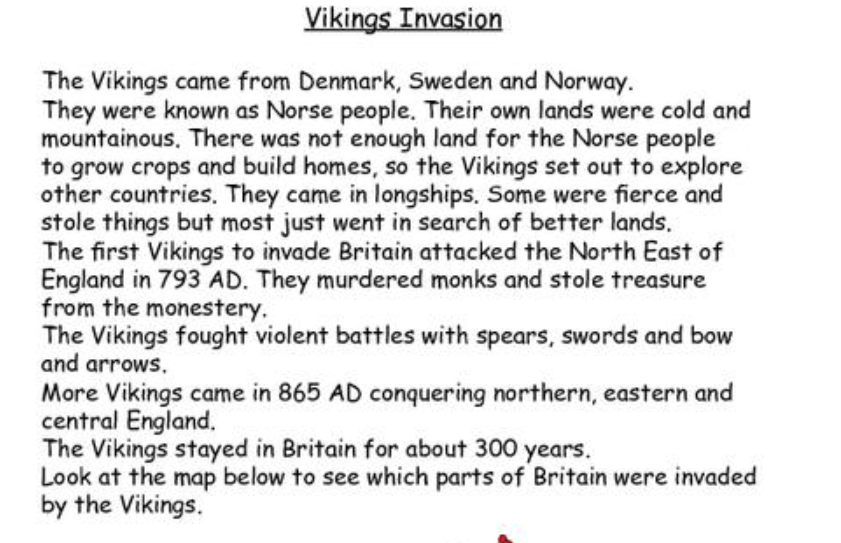 Vikings Invasion
The Vikings came from Denmark, Sweden and Norway.
They were known as Norse people. Their own lands were cold and
mountainous. There was not enough land for the Norse people
to grow crops and build homes, so the Vikings set out to explore
other countries. They came in longships. Some were fierce and
stole things but most just went in search of better lands.
The first Vikings to invade Britain attacked the North East of
England in 793 AD. They murdered monks and stole treasure
from the monestery.
The Vikings fought violent battles with spears, swords and bow
and arrows.
More Vikings came in 865 AD conquering northern, eastern and
central England.
The Vikings stayed in Britain for about 300 years.
Look at the map below to see which parts of Britain were invaded
by the Vikings.